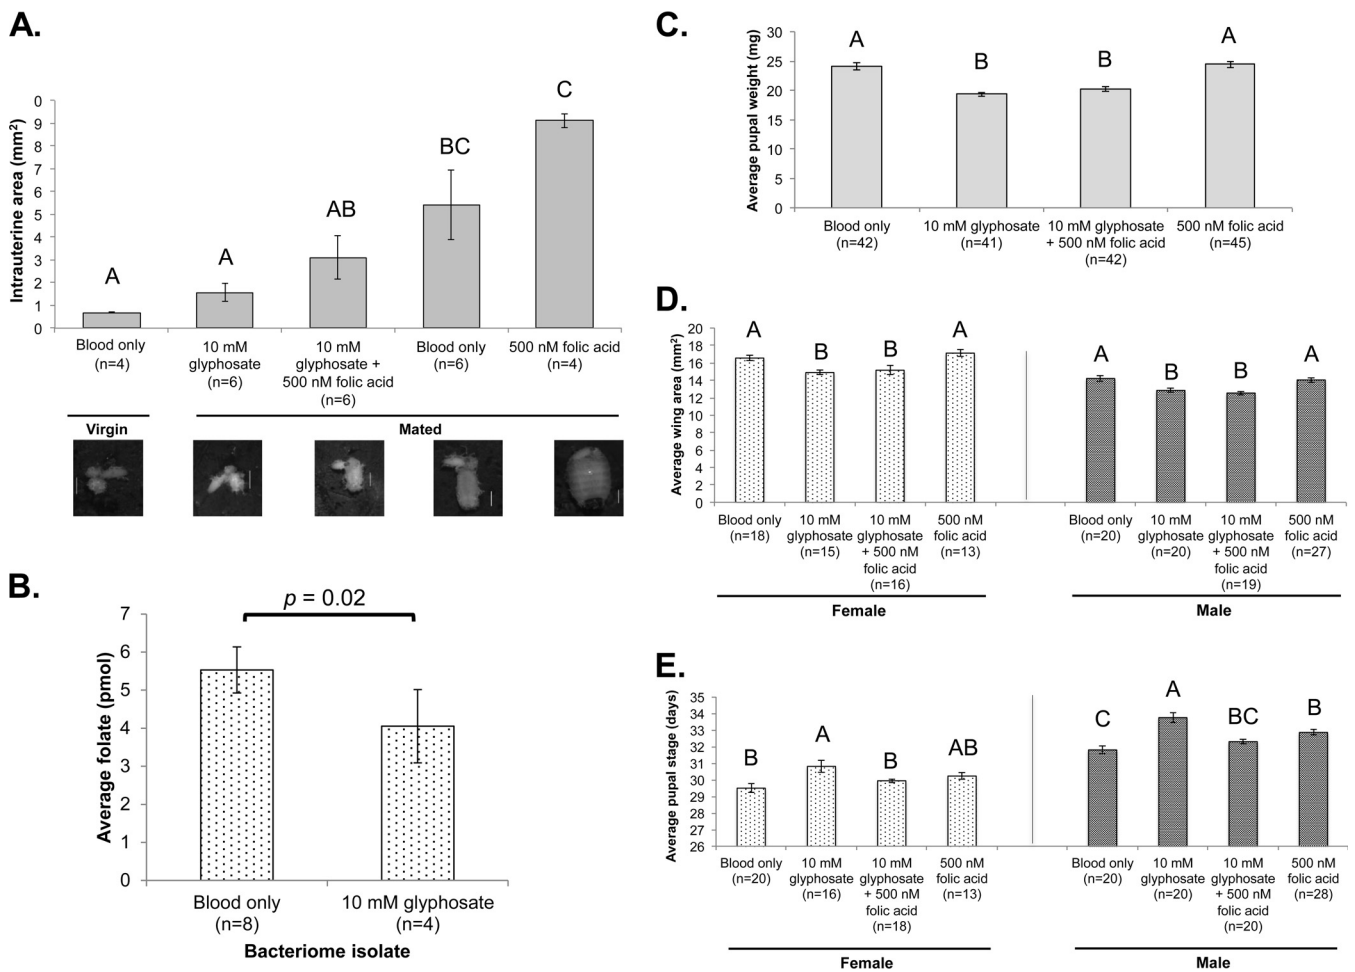 A.
Intrauterine area (mm²)
0
9
8
7
6
5
4
3
2
1
0
A
A
AB
BC
C
Blood only
(n=4)
10 mM
glyphosate
(n=6)
10 mM
glyphosate +
500 nM folic acid
(n=6)
Blood only
(n=6)
500 nM folic acid
(n=4)
Virgin
Mated
B.
Average folate (pmol)
7
6
5
4
3
2
1
0
p = 0.02
Blood only
(n=8)
10 mM glyphosate
(n=4)
Bacteriome isolate
C.
Average pupal weight (mg)
30
25
20
15
10
5
0
A
B
B
A
Blood only
(n=42)
10 mM glyphosate
(n=41)
10 mM glyphosate
+ 500 nM folic acid
(n=42)
500 nM folic acid
(n=45)
D.
Average wing area (mm²)
20
18
16
14
12
10
8
6
4
2
0
A
B
B
A
A
B
B
A
Blood only
(n=18)
10 mM
glyphosate
(n=15)
10 mM
glyphosate
+ 500 nM
folic acid
(n=16)
500 nM
folic acid
(n=13)
Blood only
(n=20)
10 mM
glyphosate
(n=20)
10 mM
glyphosate
+ 500 nM
folic acid
(n=19)
500 nM
folic acid
(n=27)
Female
Male
E.
Average pupal stage (days)
35
34
33
32
31
30
29
28
27
26
B
A
B
AB
C
A
BC
B
Blood only
(n=20)
10 mM
glyphosate
(n=16)
10 mM
glyphosate
+ 500 nM
folic acid
(n=18)
500 nM
folic acid
(n=13)
Blood only
(n=20)
10 mM
glyphosate
(n=20)
10 mM
glyphosate
+ 500 nM
folic acid
(n=20)
500 nM
folic acid
(n=28)
Female
Male